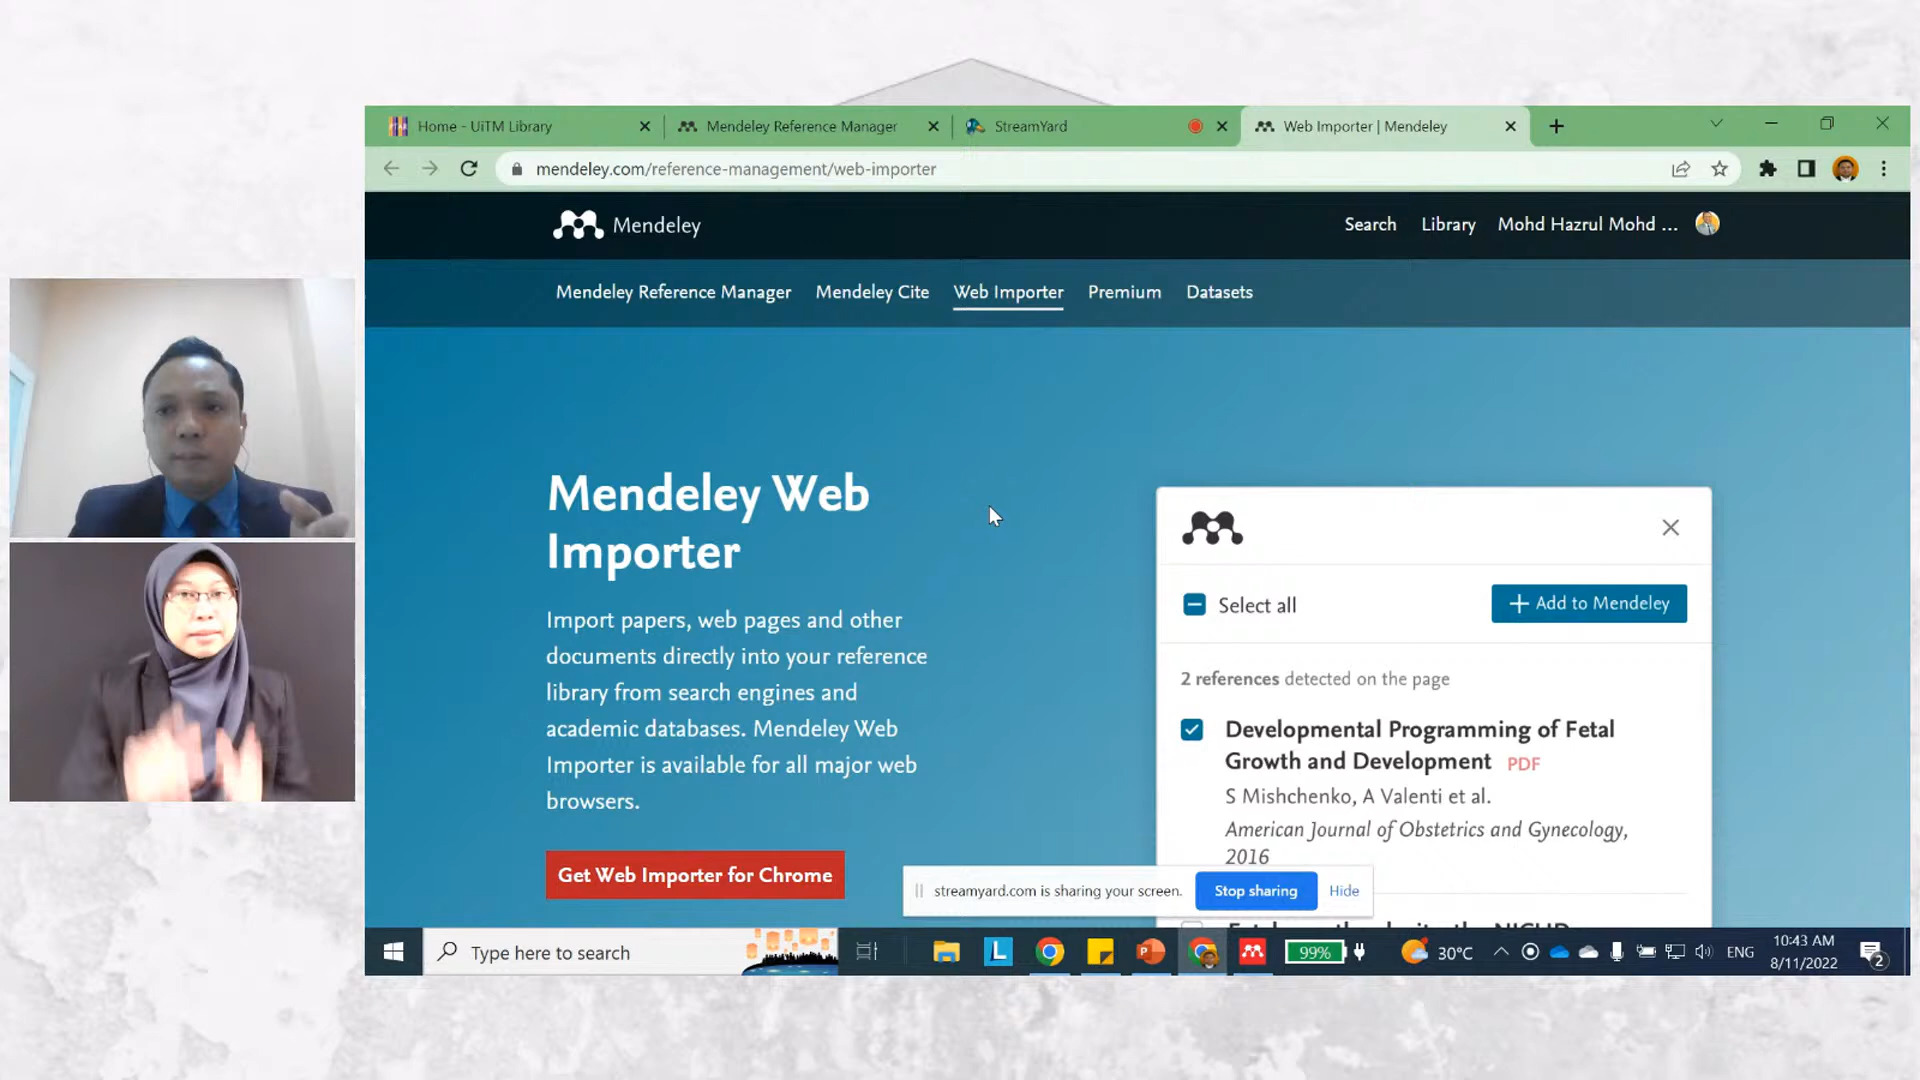 Home - UiTM Library
Mendeley Reference Manager
StreamYard
Web Importer | Mendeley
mendeley.com/reference-management/web-importer
Mendeley
Search
Library
Mohd Hazrul Mohd ...
Mendeley Reference Manager
Mendeley Cite
Web Importer
Premium
Datasets
Mendeley Web
Importer
Import papers, web pages and other
documents directly into your reference
library from search engines and
academic databases. Mendeley Web
Importer is available for all major web
browsers.
Get Web Importer for Chrome
Select all
+ Add to Mendeley
2 references detected on the page
Developmental Programming of Fetal
Growth and Development PDF
S Mishchenko, A Valenti et al.
American Journal of Obstetrics and Gynecology,
2016
streamyard.com is sharing your screen.
Stop sharing
Hide
Type here to search
99%
30°C
ENG
10:43 AM
8/11/2022
2